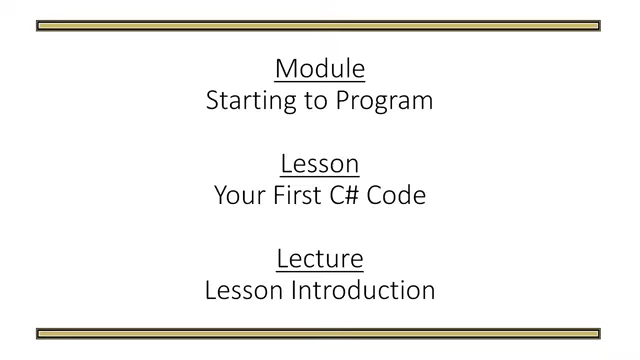 Module
Starting to Program
Lesson
Your First C# Code
Lecture
Lesson Introduction